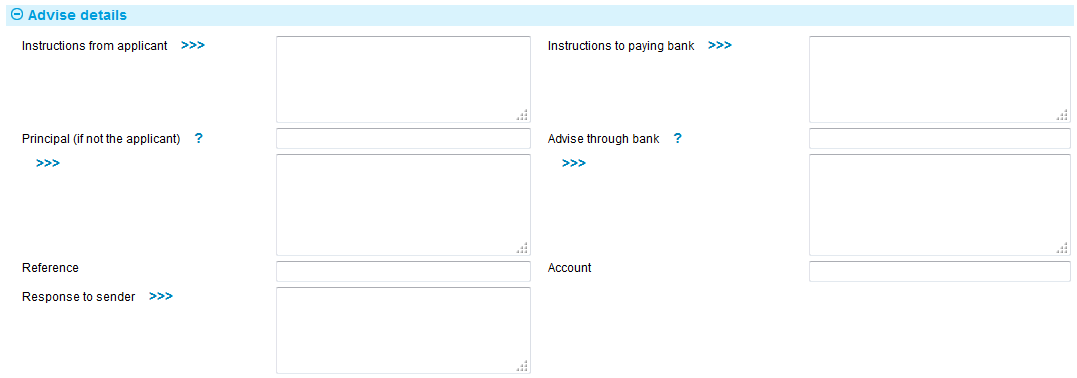 Advise details
Instructions from applicant >>> Instructions to paying bank >>>
Principal (if not the applicant) ? Advise through bank ?
>>> >>>
Reference Account
Response to sender >>>